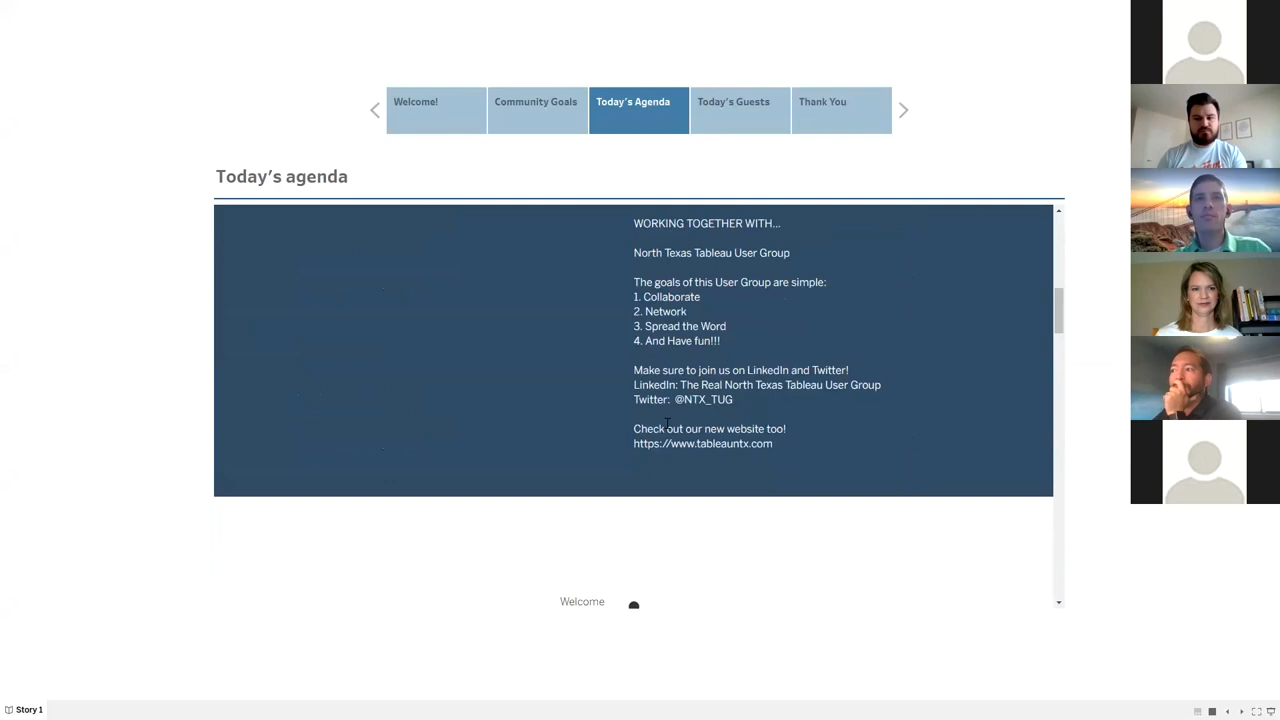 Welcome!
Community Goals
Today's Agenda
Today's Guests
Thank You
Today's agenda
WORKING TOGETHER WITH...
North Texas Tableau User Group
The goals of this User Group are simple:
1. Collaborate
2. Network
3. Spread the Word
4. And Have fun!!!
Make sure to join us on LinkedIn and Twitter!
LinkedIn: The Real North Texas Tableau User Group
Twitter: @NTX_TUG
Check out our new website too!
https://www.tableauntx.com
Welcome
Story 1